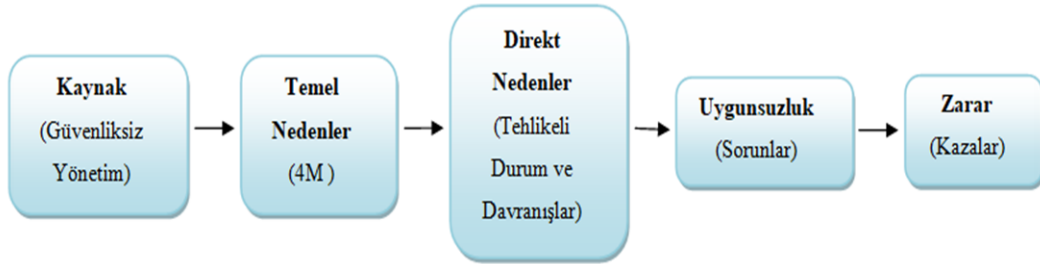 Kaynak
(Güvenliksiz
Yönetim)
Temel
Nedenler
(4M )
Direkt
Nedenler
(Tehlikeli
Durum ve
Davranışlar)
Uygunsuzluk
(Sorunlar)
Zarar
(Kazalar)